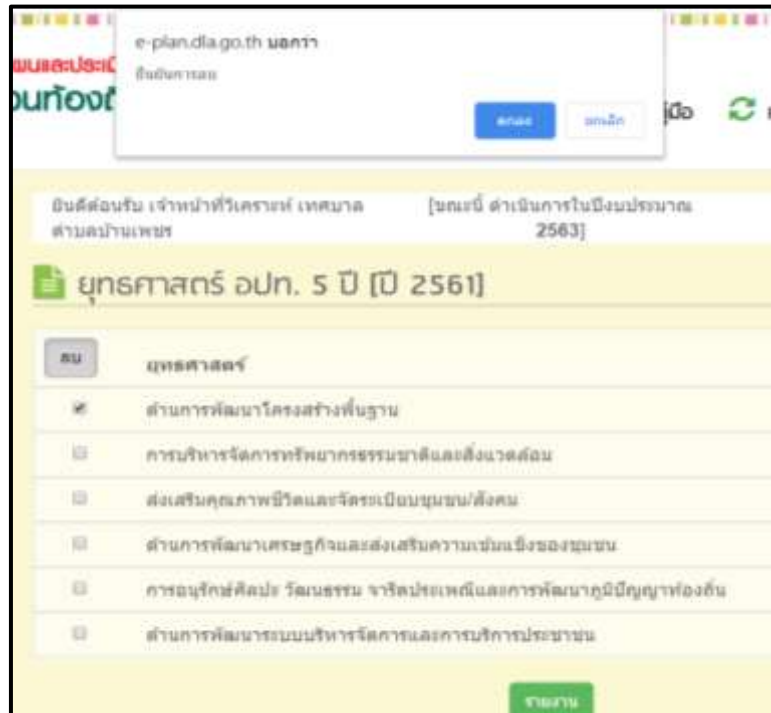 e-plan.dla.go.th บอกว่า
ยืนยันการลบ
ตกลง ยกเลิก
ยินดีต้อนรับ เจ้าหน้าที่วิเคราะห์ เทศบาล
ตำบลบ้านเพชร
[ขณะนี้ ดำเนินการในปีงบประมาณ
2563]
ยุทธศาสตร์ อปท. 5 ปี [ปี 2561]
ลบ ยุทธศาสตร์
ด้านการพัฒนาโครงสร้างพื้นฐาน
การบริหารจัดการทรัพยากรธรรมชาติและสิ่งแวดล้อม
ส่งเสริมคุณภาพชีวิตและจัดระเบียบชุมชน/สังคม
ด้านการพัฒนาเศรษฐกิจและส่งเสริมความเข้มแข็งของชุมชน
การอนุรักษ์ศิลปะ วัฒนธรรม จารีตประเพณีและการพัฒนาภูมิปัญญาท้องถิ่น
ด้านการพัฒนาระบบบริหารจัดการและการบริการประชาชน
รายงาน